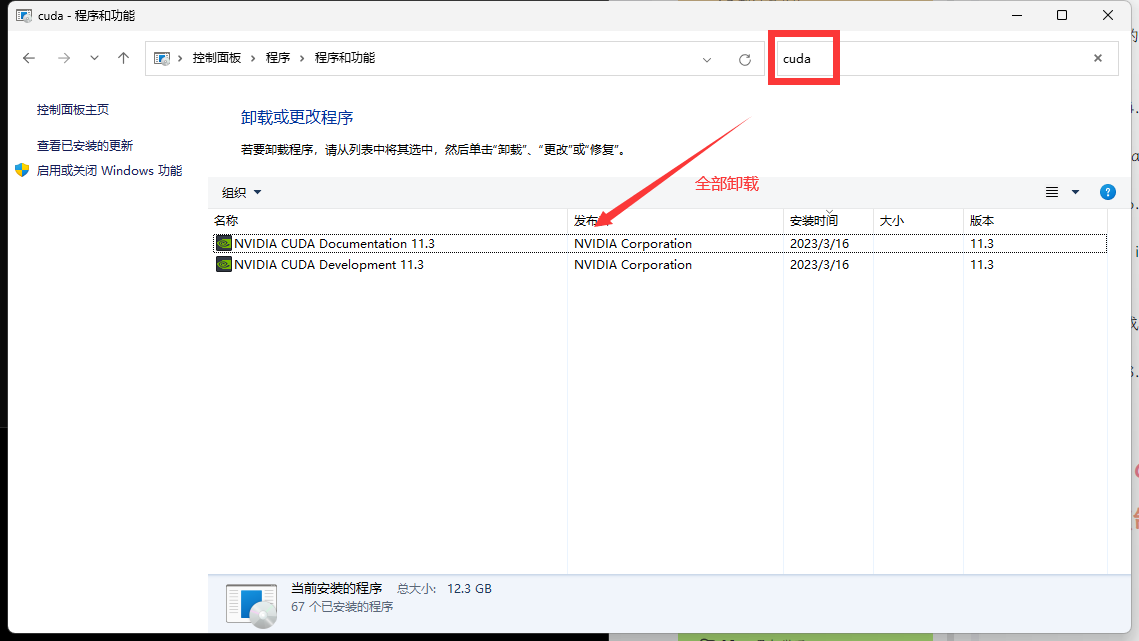 cuda - 程序和功能
控制面板 › 程序 › 程序和功能
cuda
控制面板主页
卸载或更改程序
查看已安装的更新
若要卸载程序，请从列表中将其选中，然后单击“卸载”、“更改”或“修复”。
启用或关闭 Windows 功能
全部卸载
组织
名称 发布 安装时间 大小 版本
NVIDIA CUDA Documentation 11.3 NVIDIA Corporation 2023/3/16 11.3
NVIDIA CUDA Development 11.3 NVIDIA Corporation 2023/3/16 11.3
当前安装的程序 总大小: 12.3 GB
67 个已安装的程序